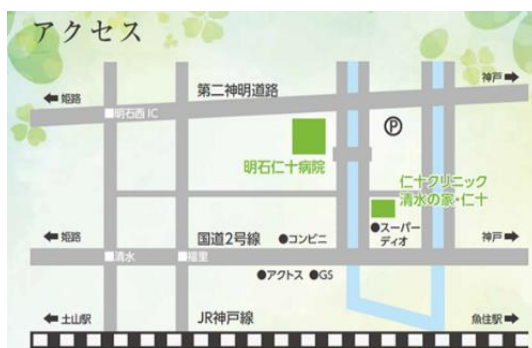 アクセス
第二神明道路
神戸
姫路
明石西IC
P
明石仁十病院
仁十クリニック
清水の家・仁十
スーパー
ディオ
姫路
国道2号線
コンビニ
神戸
清水
福里
アクトス
GS
土山駅
JR神戸線
魚住駅